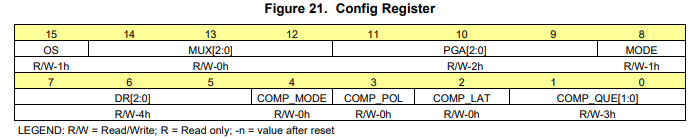 Figure 21. Config Register
15 14 13 12 11 10 9 8
OS MUX[2:0] PGA[2:0] MODE
R/W-1h R/W-0h R/W-2h R/W-1h
7 6 5 4 3 2 1 0
DR[2:0] COMP_MODE COMP_POL COMP_LAT COMP_QUE[1:0]
R/W-4h R/W-0h R/W-0h R/W-0h R/W-3h
LEGEND: R/W = Read/Write; R = Read only; -n = value after reset